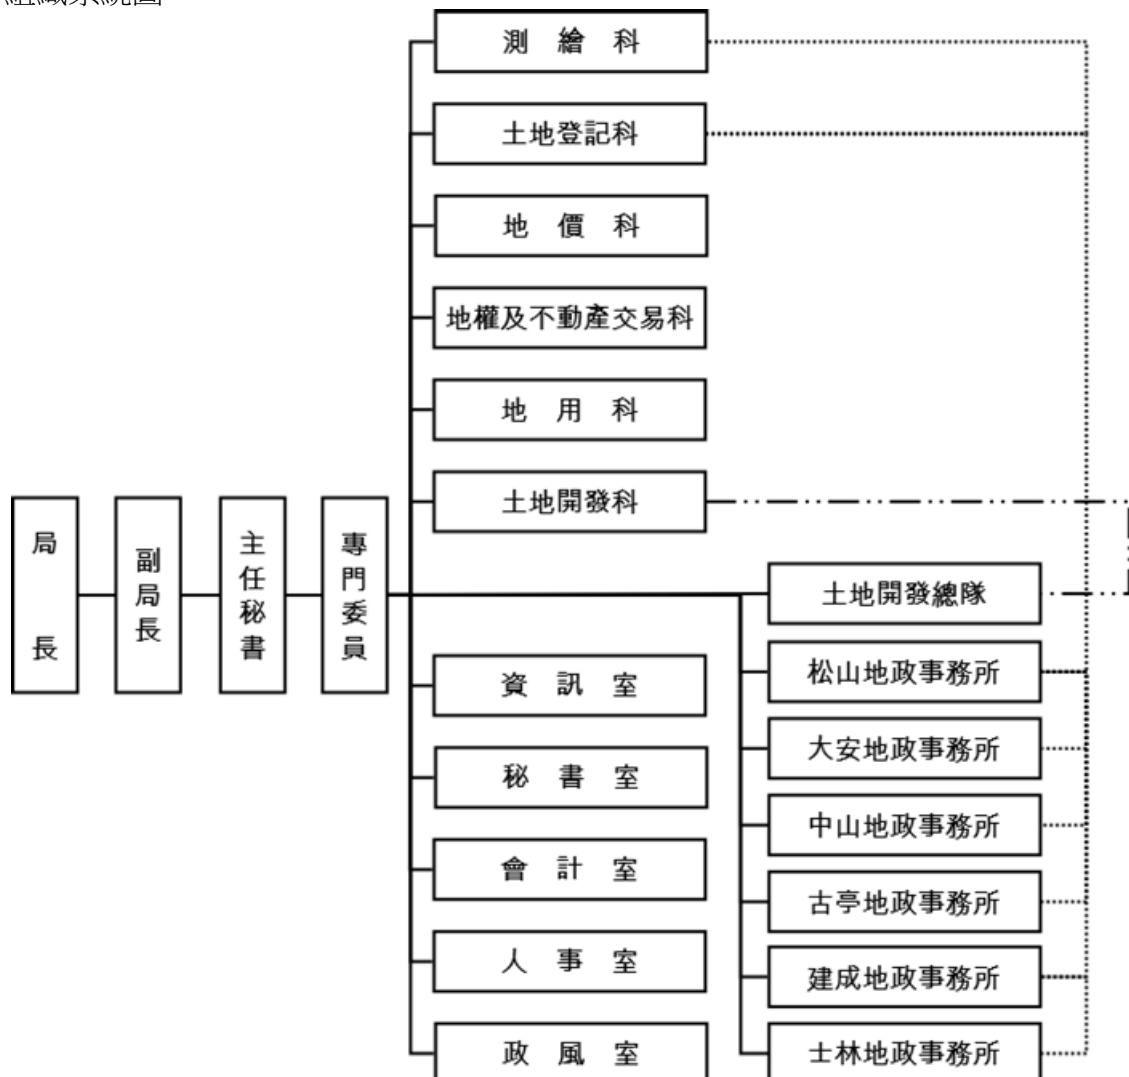 組織系統圖
測繪科
土地登記科
地價科
地權及不動產交易科
地用科
土地開發科
局長
副局長
主任秘書
專門委員
土地開發總隊
松山地政事務所
資訊室
大安地政事務所
秘書室
中山地政事務所
會計室
古亭地政事務所
人事室
建成地政事務所
政風室
士林地政事務所